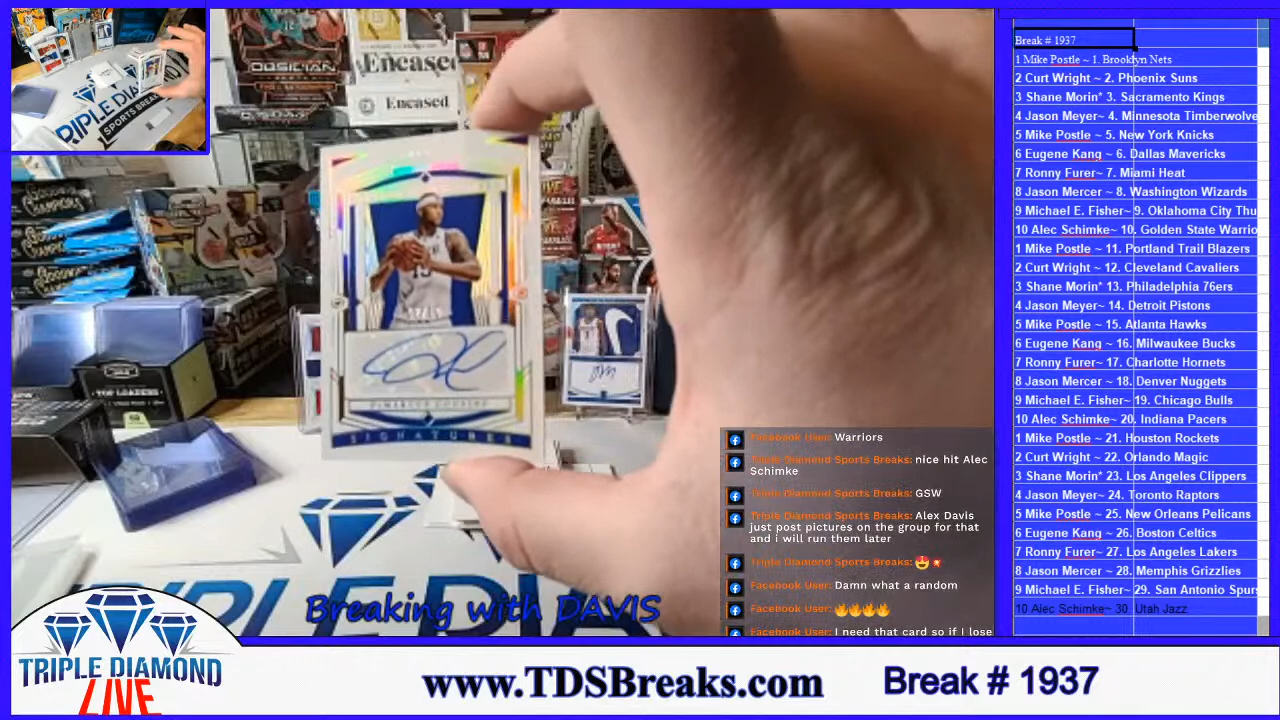 OBSIDIAN
Encased
Encased
TOP LOADERS
SIGNATURES
TRIPLE DIAMOND
SPORTS BREAKS
Breaking with DAVIS
Facebook User: Warriors
Triple Diamond Sports Breaks: nice hit Alec
Schimke
Triple Diamond Sports Breaks: GSW
Triple Diamond Sports Breaks: Alex Davis
just post pictures on the group for that
and i will run them later
Triple Diamond Sports Breaks: 🤩💥
Facebook User: Damn what a random
Facebook User: 🔥🔥🔥🔥
Facebook User: I need that card so if I lose
Break # 1937
1 Mike Postle ~ 1. Brooklyn Nets
2 Curt Wright ~ 2. Phoenix Suns
3 Shane Morin* 3. Sacramento Kings
4 Jason Meyer~ 4. Minnesota Timberwolve
5 Mike Postle ~ 5. New York Knicks
6 Eugene Kang ~ 6. Dallas Mavericks
7 Ronny Furer~ 7. Miami Heat
8 Jason Mercer ~ 8. Washington Wizards
9 Michael E. Fisher~ 9. Oklahoma City Thu
10 Alec Schimke~ 10. Golden State Warrio
1 Mike Postle ~ 11. Portland Trail Blazers
2 Curt Wright ~ 12. Cleveland Cavaliers
3 Shane Morin* 13. Philadelphia 76ers
4 Jason Meyer~ 14. Detroit Pistons
5 Mike Postle ~ 15. Atlanta Hawks
6 Eugene Kang ~ 16. Milwaukee Bucks
7 Ronny Furer~ 17. Charlotte Hornets
8 Jason Mercer ~ 18. Denver Nuggets
9 Michael E. Fisher~ 19. Chicago Bulls
10 Alec Schimke~ 20. Indiana Pacers
1 Mike Postle ~ 21. Houston Rockets
2 Curt Wright ~ 22. Orlando Magic
3 Shane Morin* 23. Los Angeles Clippers
4 Jason Meyer~ 24. Toronto Raptors
5 Mike Postle ~ 25. New Orleans Pelicans
6 Eugene Kang ~ 26. Boston Celtics
7 Ronny Furer~ 27. Los Angeles Lakers
8 Jason Mercer ~ 28. Memphis Grizzlies
9 Michael E. Fisher~ 29. San Antonio Spurs
10 Alec Schimke~ 30. Utah Jazz
TRIPLE DIAMOND
LIVE
www.TDSBreaks.com
Break # 1937